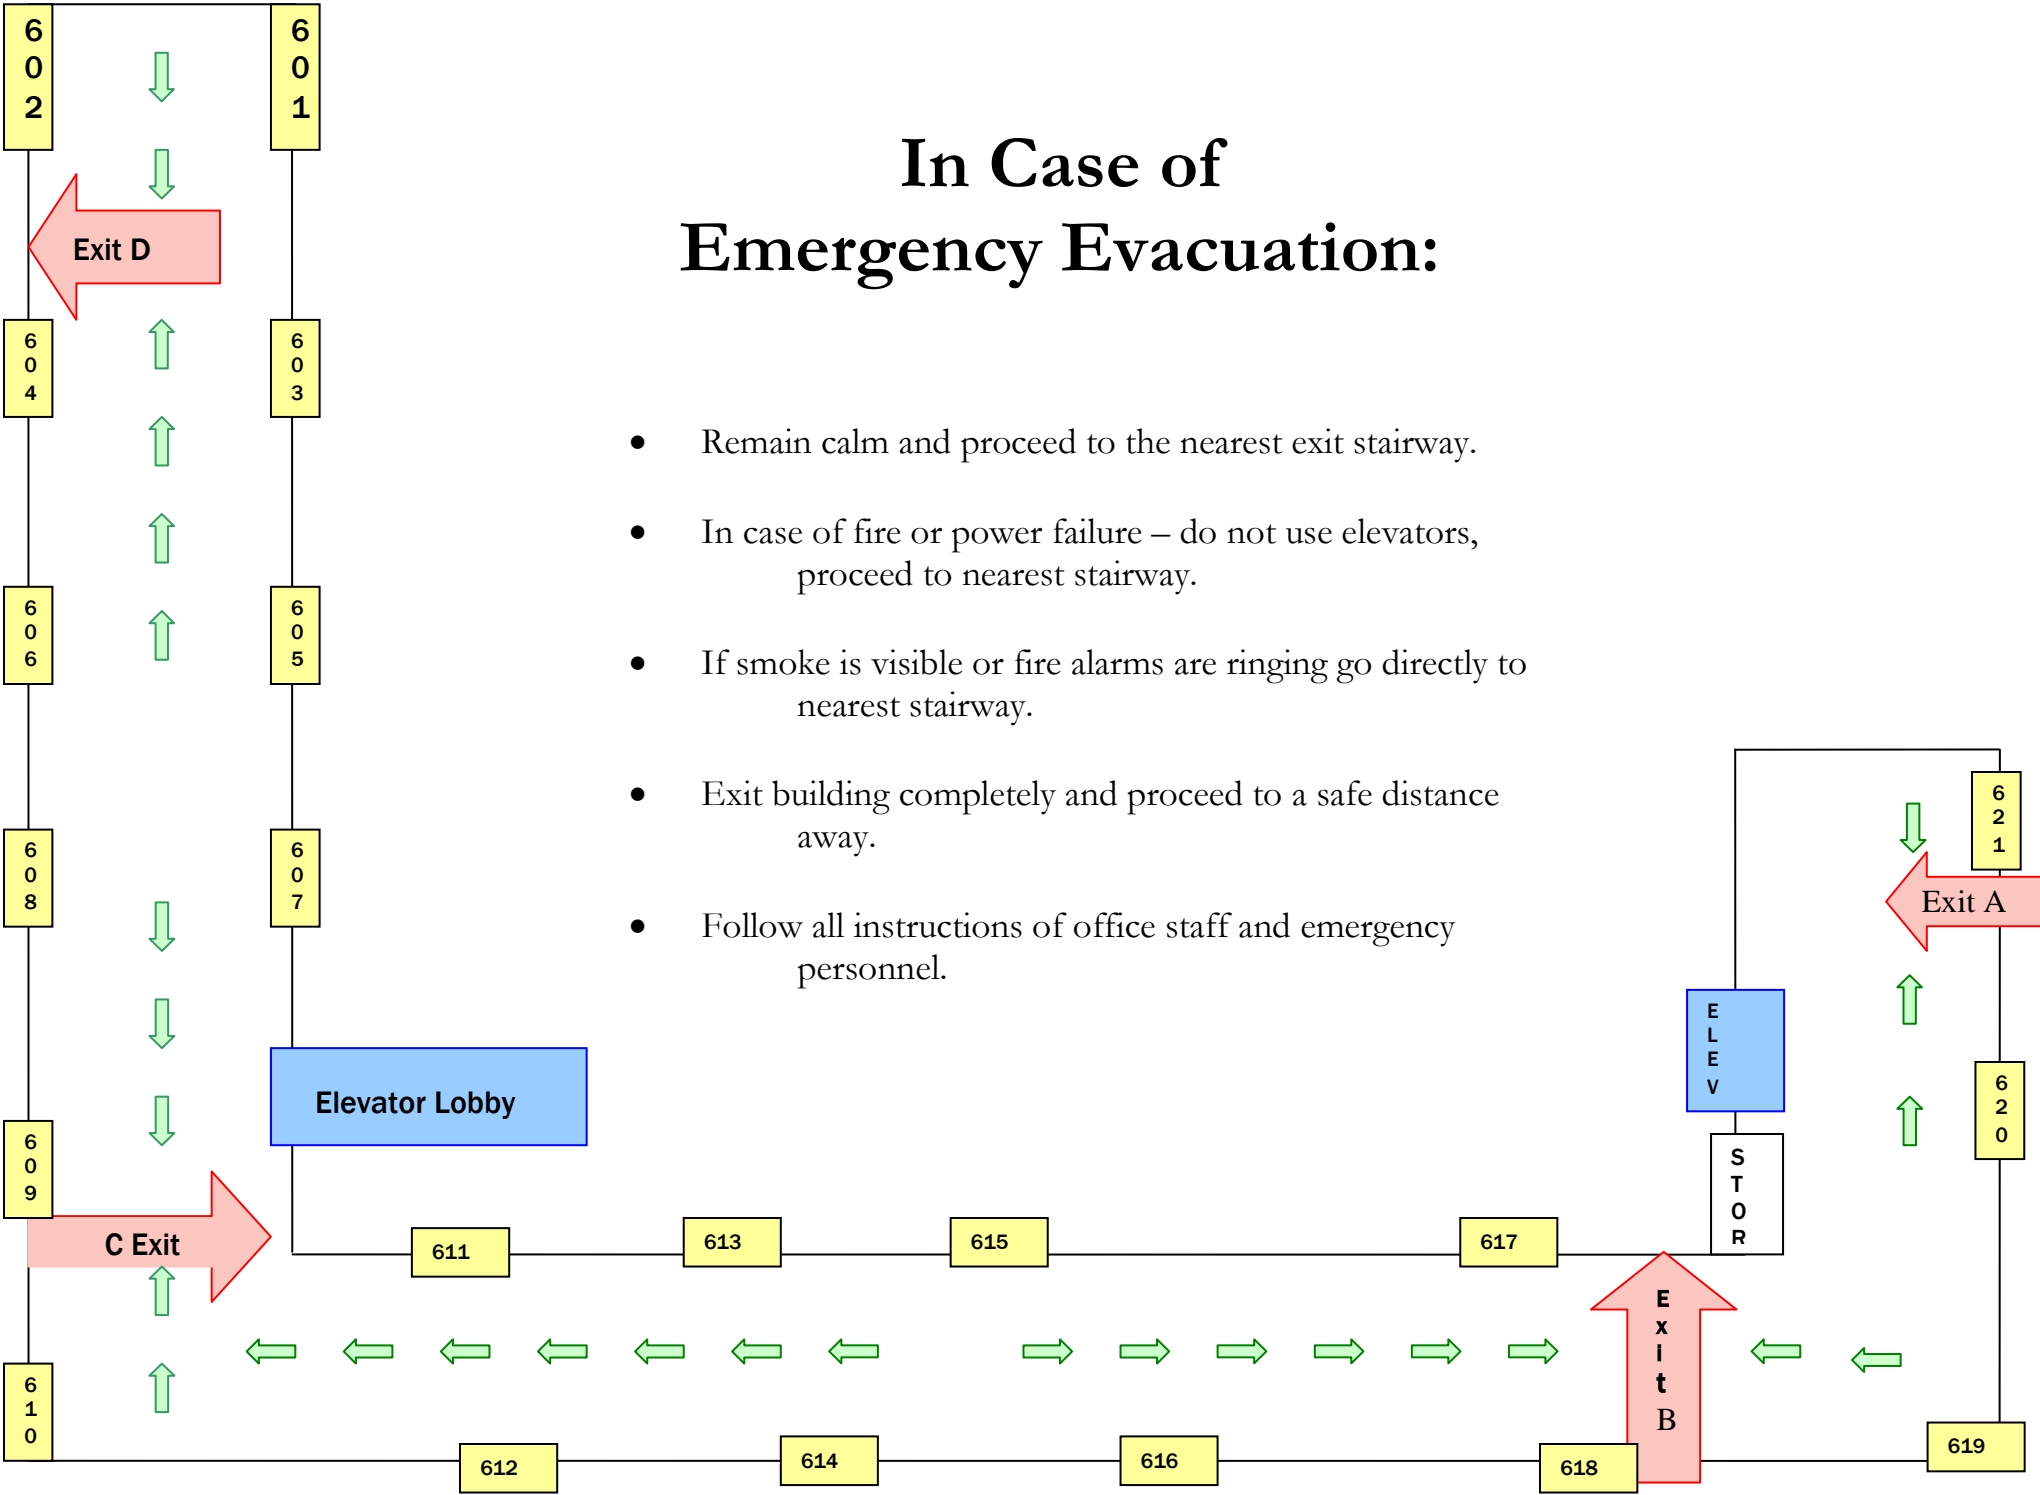 602
601
In Case of
Emergency Evacuation:
Exit D
604
603
• Remain calm and proceed to the nearest exit stairway.
• In case of fire or power failure – do not use elevators,
proceed to nearest stairway.
606
605
• If smoke is visible or fire alarms are ringing go directly to
nearest stairway.
• Exit building completely and proceed to a safe distance
away.
621
608
607
Exit A
• Follow all instructions of office staff and emergency
personnel.
ELEV
Elevator Lobby
620
609
STOR
C Exit
611
613
615
617
Exit B
610
612
614
616
618
619